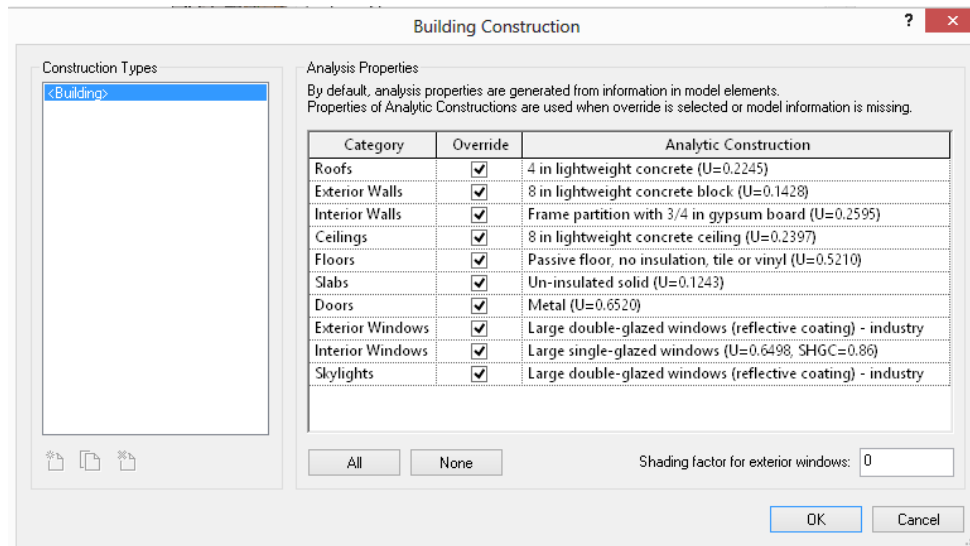 Building Construction
?
x
Construction Types
<Building>
Analysis Properties
By default, analysis properties are generated from information in model elements.
Properties of Analytic Constructions are used when override is selected or model information is missing.
Category Override Analytic Construction
Roofs 4 in lightweight concrete (U=0.2245)
Exterior Walls 8 in lightweight concrete block (U=0.1428)
Interior Walls Frame partition with 3/4 in gypsum board (U=0.2595)
Ceilings 8 in lightweight concrete ceiling (U=0.2397)
Floors Passive floor, no insulation, tile or vinyl (U=0.5210)
Slabs Un-insulated solid (U=0.1243)
Doors Metal (U=0.6520)
Exterior Windows Large double-glazed windows (reflective coating) - industry
Interior Windows Large single-glazed windows (U=0.6498, SHGC=0.86)
Skylights Large double-glazed windows (reflective coating) - industry
All None Shading factor for exterior windows: 0
OK Cancel